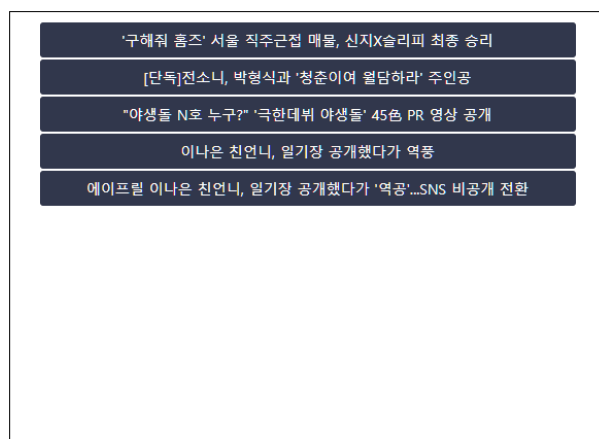 '구해줘 홈즈' 서울 직주근접 매물, 신지X슬리피 최종 승리
[단독]전소니, 박형식과 '청춘이여 월담하라' 주인공
"야생돌 N호 누구?" '극한데뷔 야생돌' 45色 PR 영상 공개
이나은 친언니, 일기장 공개했다가 역풍
에이프릴 이나은 친언니, 일기장 공개했다가 '역공'...SNS 비공개 전환